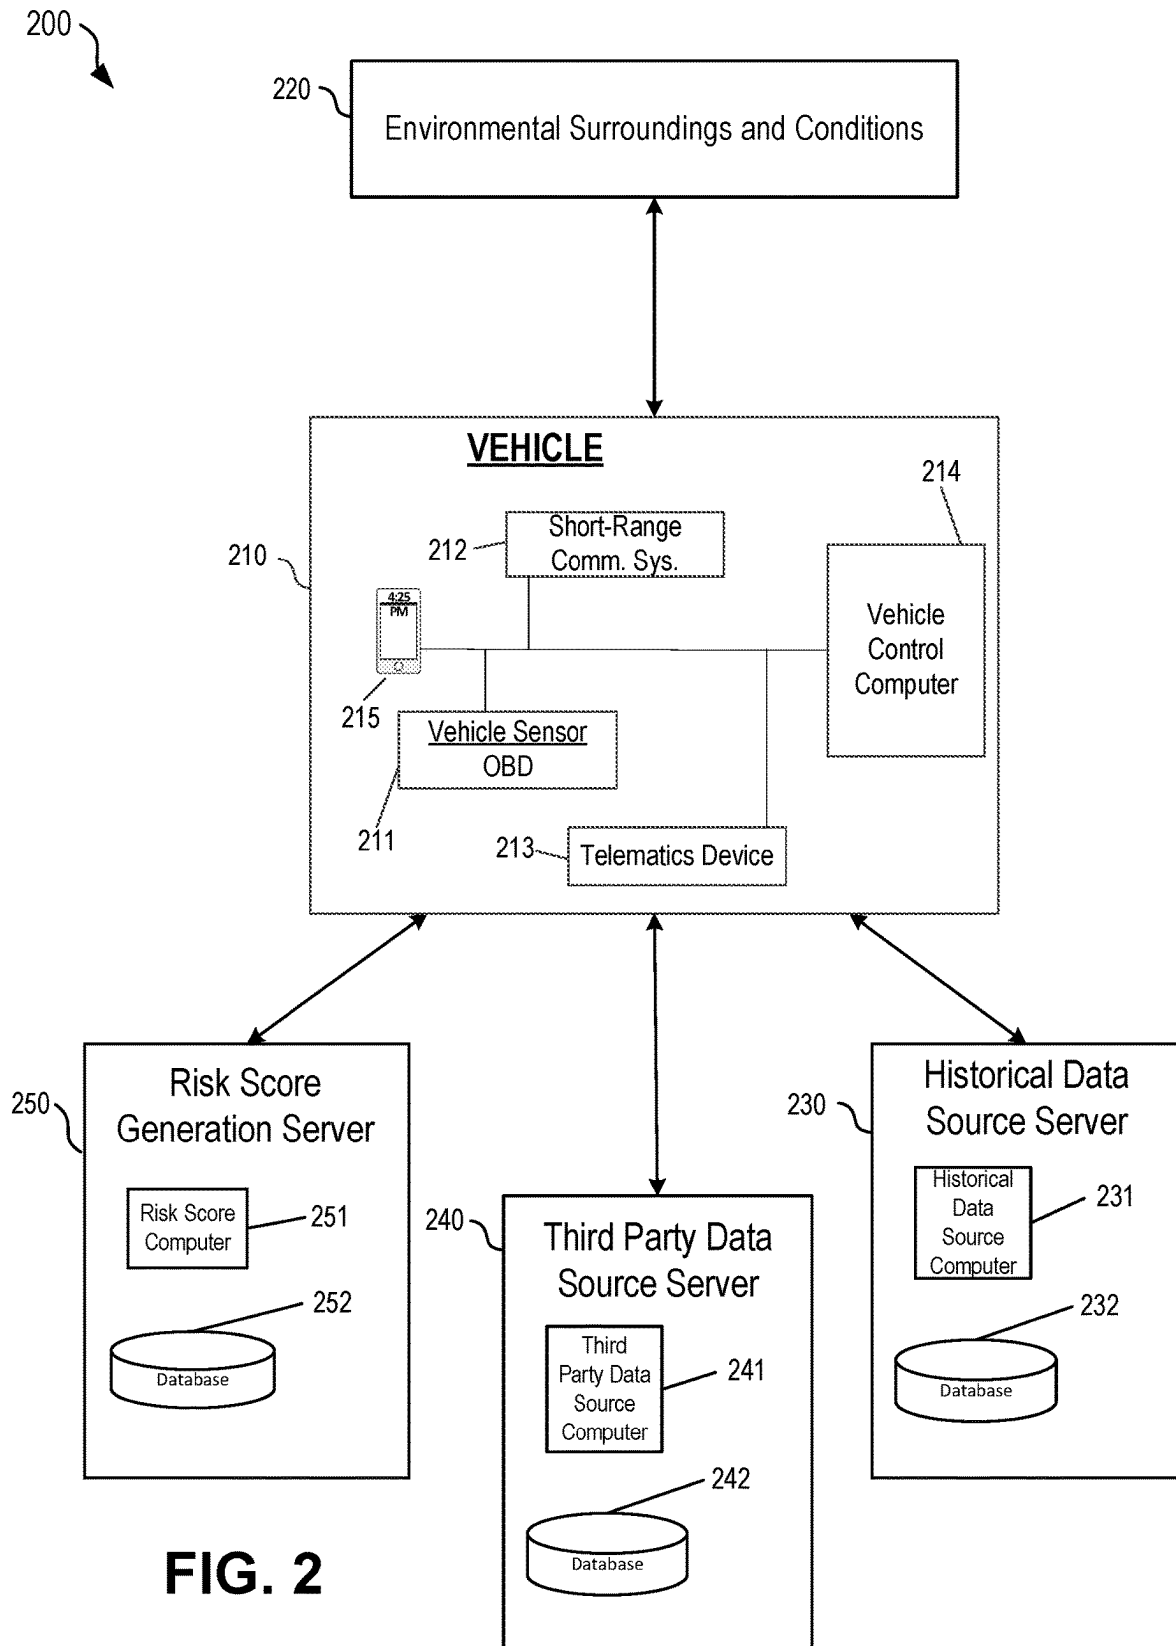 200
220
Environmental Surroundings and Conditions
VEHICLE
214
210
212
Short-Range
Comm. Sys.
4:25
PM
215
Vehicle
Control
Computer
Vehicle Sensor
OBD
211
213
Telematics Device
250
Risk Score
Generation Server
Risk Score
Computer
251
252
Database
240
Third Party Data
Source Server
Third
Party Data
Source
Computer
241
242
Database
230
Historical Data
Source Server
Historical
Data
Source
Computer
231
232
Database
FIG. 2